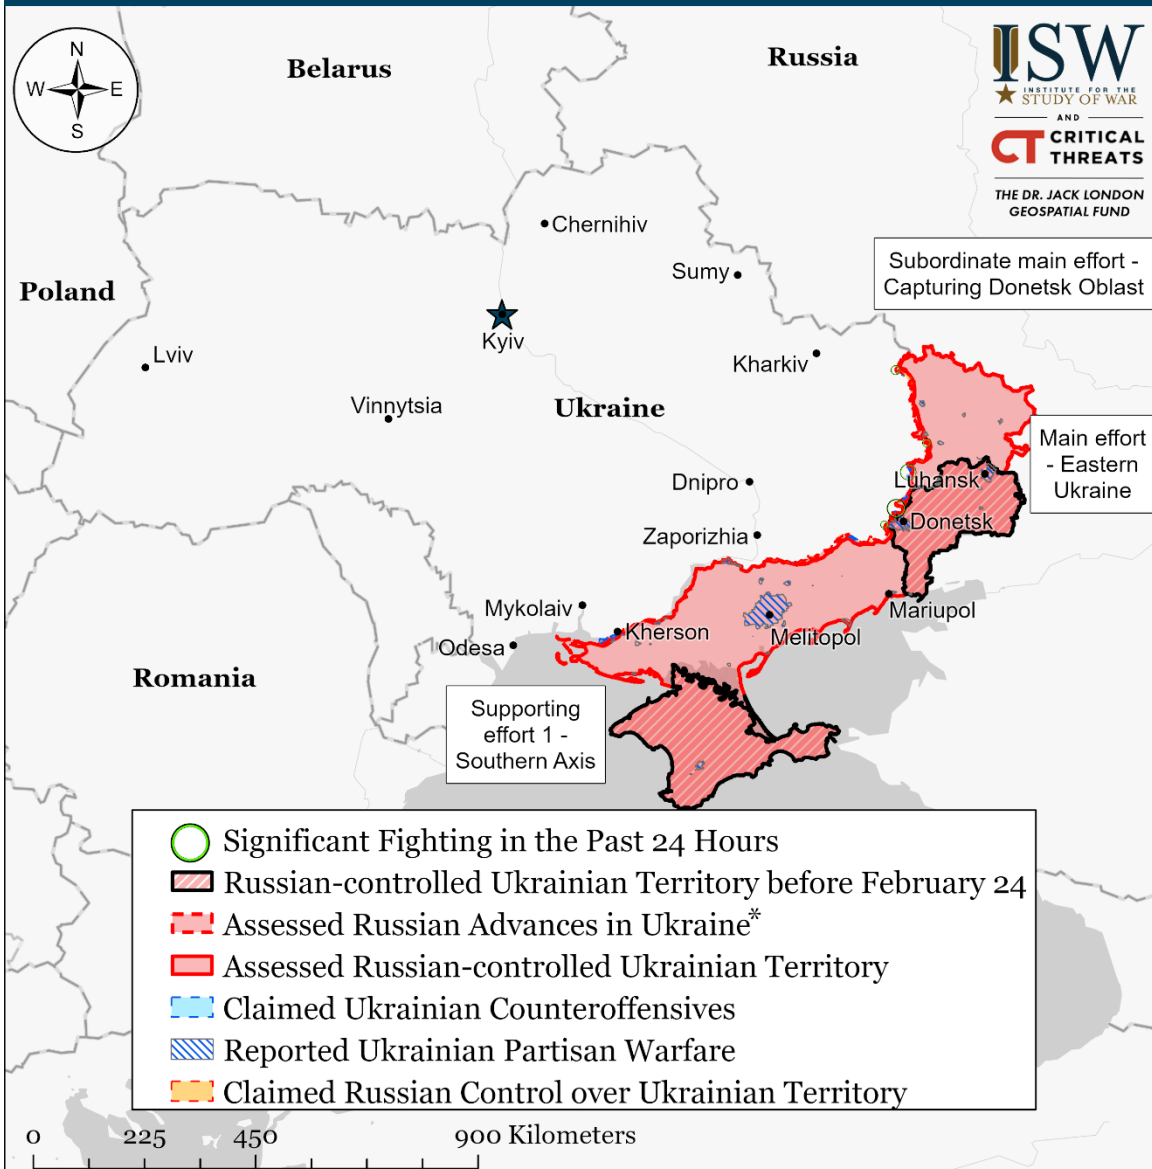 N
W
E
S
Belarus
Russia
ISW
INSTITUTE FOR THE
STUDY OF WAR
AND
CT CRITICAL
THREATS
THE DR. JACK LONDON
GEOSPATIAL FUND
Chernihiv
Sumy
Subordinate main effort -
Capturing Donetsk Oblast
Poland
Kyiv
Lviv
Kharkiv
Vinnytsia
Ukraine
Main effort
- Eastern
Ukraine
Dnipro
Luhansk
Donetsk
Zaporizhia
Mykolaiv
Mariupol
Kherson
Melitopol
Odesa
Romania
Supporting
effort 1 -
Southern Axis
Significant Fighting in the Past 24 Hours
Russian-controlled Ukrainian Territory before February 24
Assessed Russian Advances in Ukraine*
Assessed Russian-controlled Ukrainian Territory
Claimed Ukrainian Counteroffensives
Reported Ukrainian Partisan Warfare
Claimed Russian Control over Ukrainian Territory
0 225 450 900 Kilometers